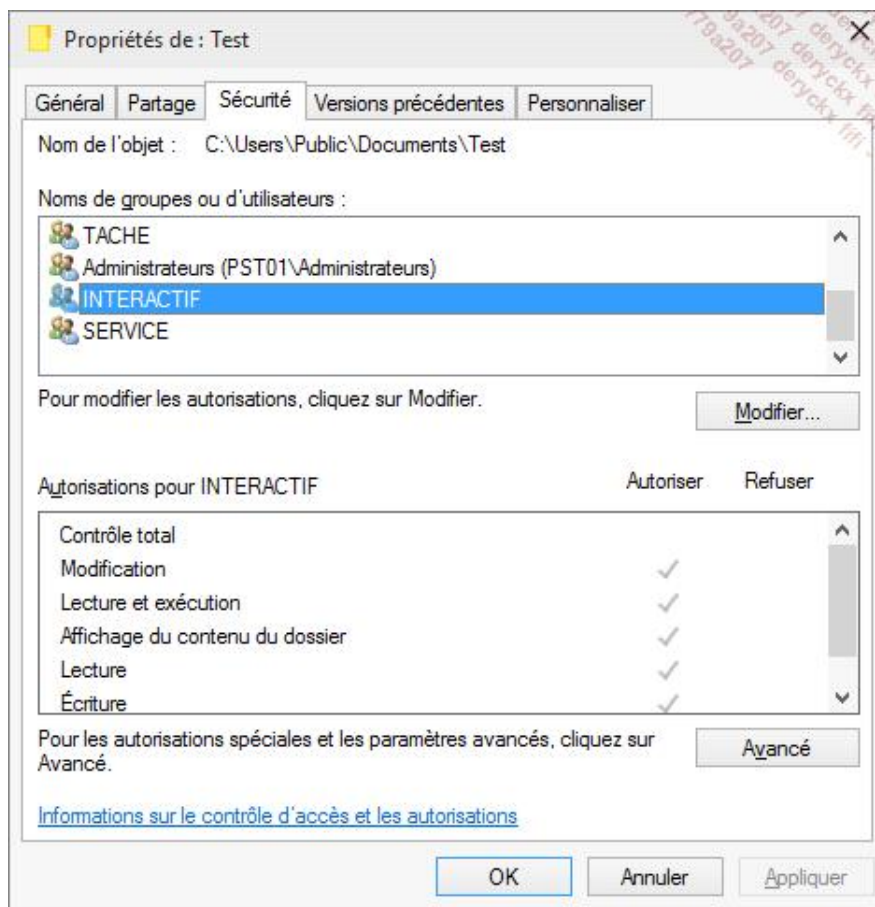 Propriétés de : Test
Général Partage Sécurité Versions précédentes Personnaliser
Nom de l'objet : C:\Users\Public\Documents\Test
Noms de groupes ou d'utilisateurs :
TACHE
Administrateurs (PST01\Administrateurs)
INTERACTIF
SERVICE
Pour modifier les autorisations, cliquez sur Modifier.
Modifier...
Autorisations pour INTERACTIF Autoriser Refuser
Contrôle total
Modification
Lecture et exécution
Affichage du contenu du dossier
Lecture
Écriture
Pour les autorisations spéciales et les paramètres avancés, cliquez sur
Avancé.
Avancé
Informations sur le contrôle d'accès et les autorisations
OK Annuler Appliquer